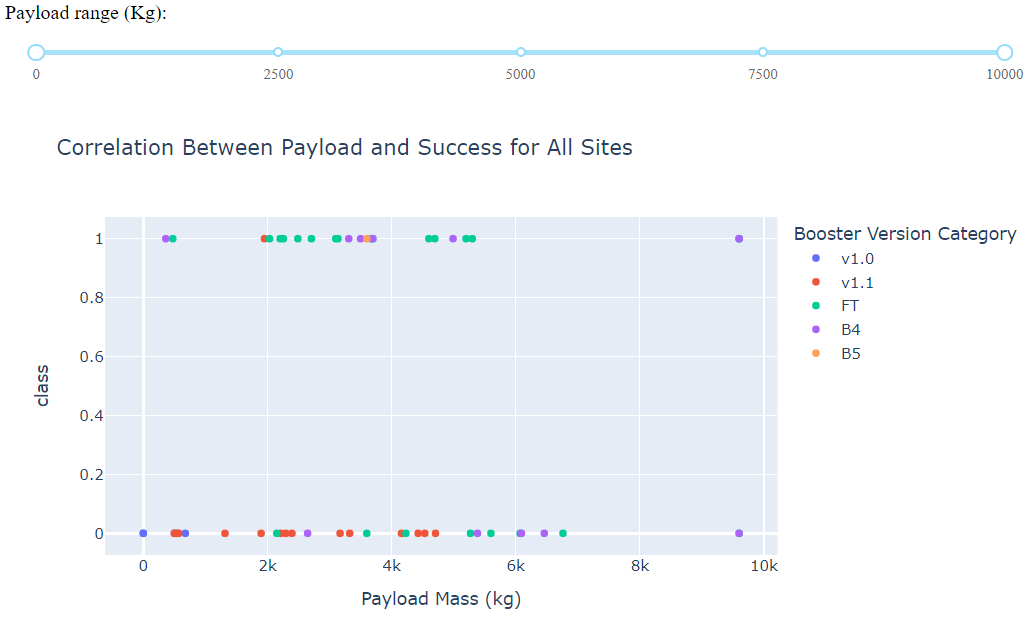 Payload range (Kg):
0 2500 5000 7500 10000
Correlation Between Payload and Success for All Sites
Booster Version Category
v1.0
v1.1
FT
B4
B5
1
0.8
0.6
0.4
0.2
0
class
0 2k 4k 6k 8k 10k
Payload Mass (kg)